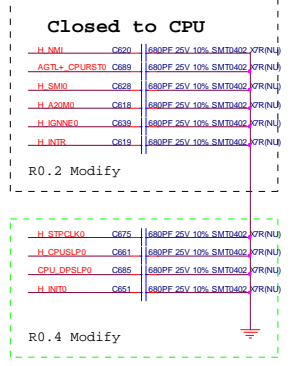 Closed to CPU
H_NMI C620 680PF 25V 10% SMT0402 X7R(NU)
AGTL+_CPURST0 C689 680PF 25V 10% SMT0402 X7R(NU)
H_SMI0 C628 680PF 25V 10% SMT0402 X7R(NU)
H_A20M0 C618 680PF 25V 10% SMT0402 X7R(NU)
H_IGNNE0 C639 680PF 25V 10% SMT0402 X7R(NU)
H_INTR C619 680PF 25V 10% SMT0402 X7R(NU)
R0.2 Modify
H_STPCLK0 C675 680PF 25V 10% SMT0402 X7R(NU)
H_CPUSLP0 C661 680PF 25V 10% SMT0402 X7R(NU)
CPU_DPSLP0 C685 680PF 25V 10% SMT0402 X7R(NU)
H_INIT0 C651 680PF 25V 10% SMT0402 X7R(NU)
R0.4 Modify